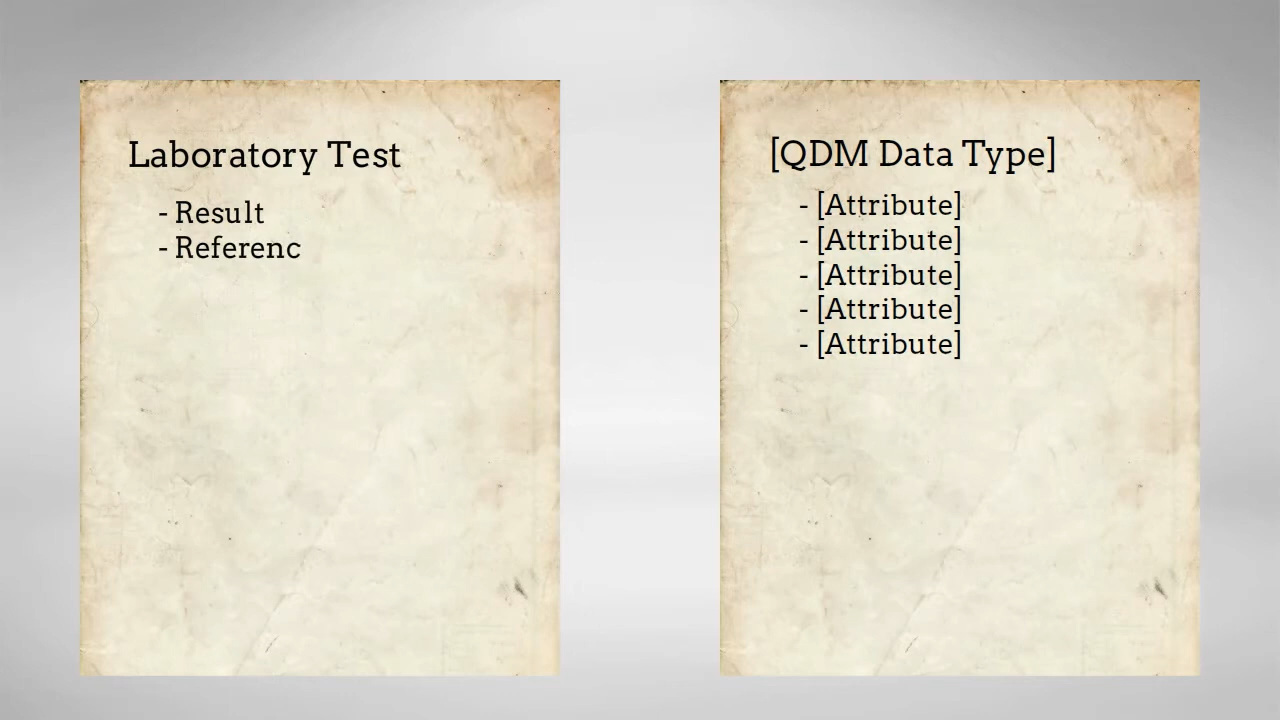 Laboratory Test
- Result
- Referenc
[QDM Data Type]
- [Attribute]
- [Attribute]
- [Attribute]
- [Attribute]
- [Attribute]